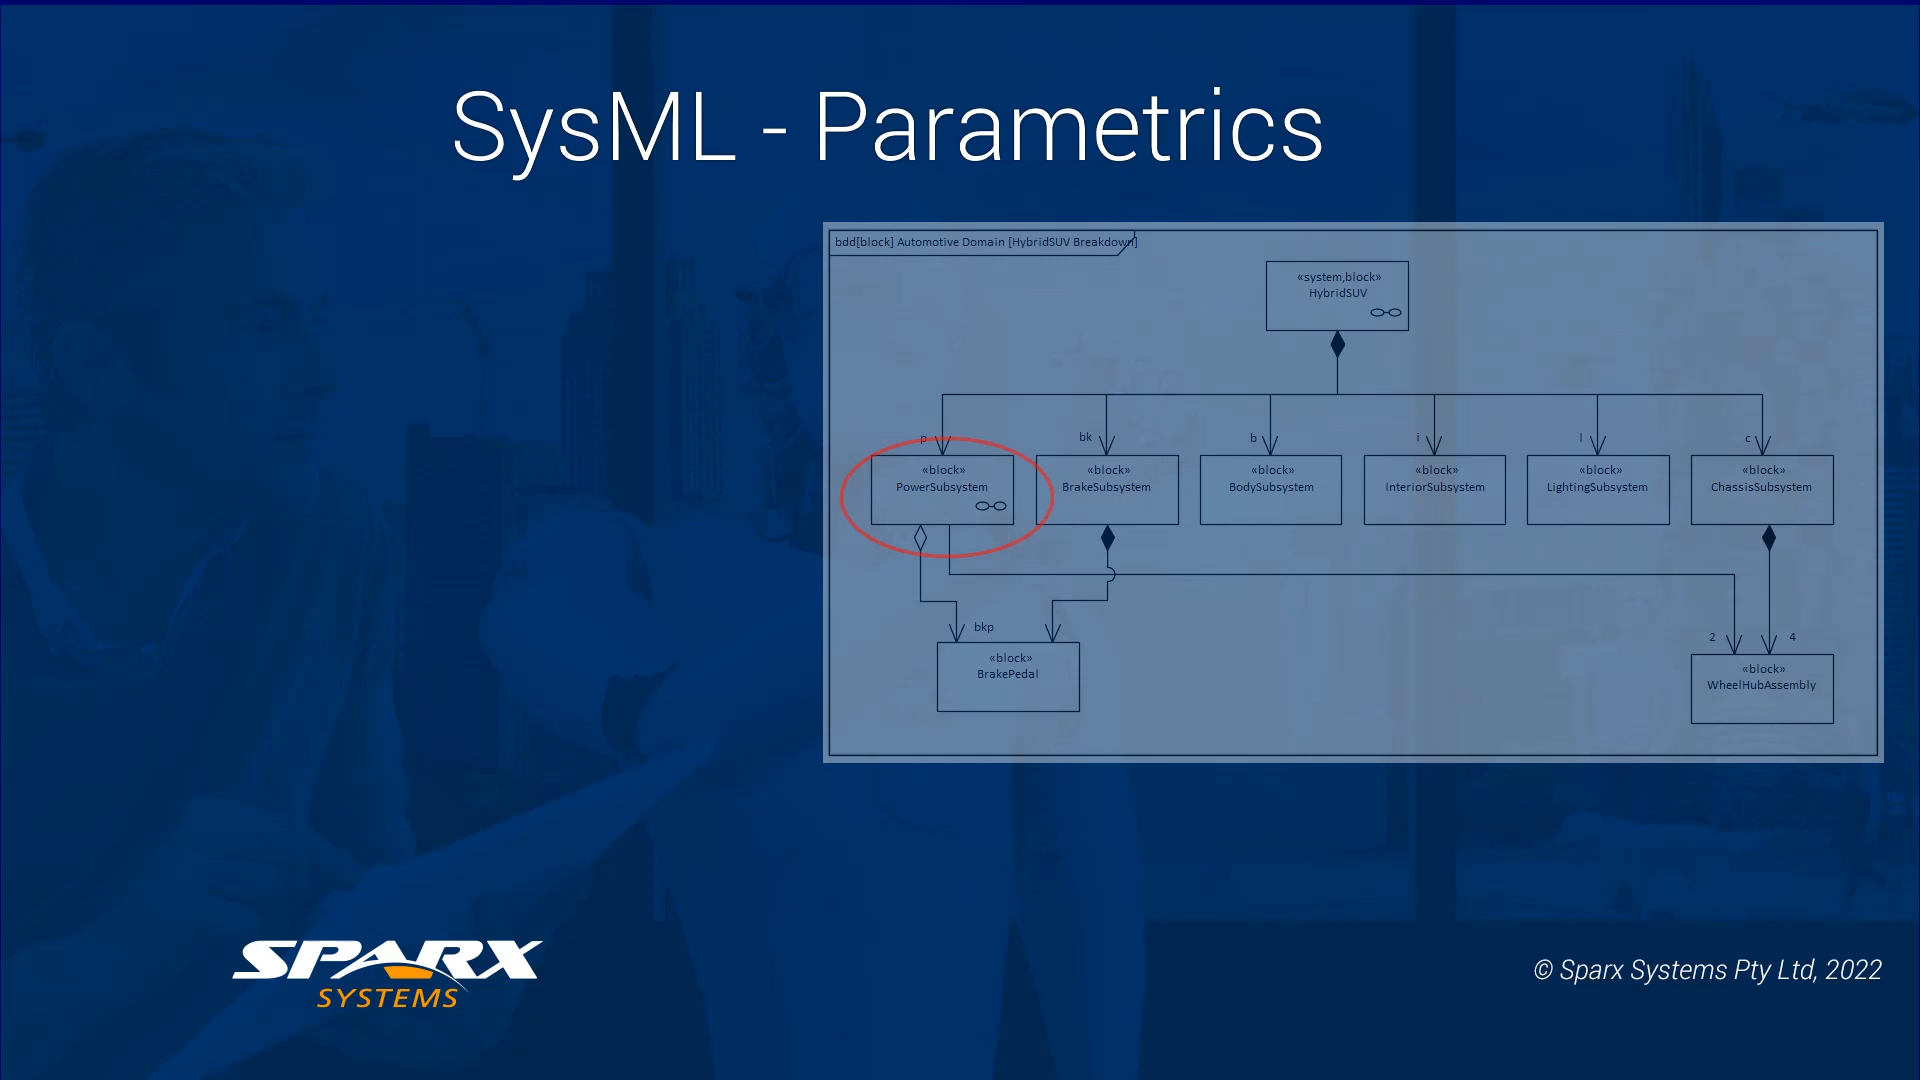 SysML - Parametrics
bdd[block] Automotive Domain [HybridSUV Breakdown]
«system,block»
HybridSUV
p
bk
b
i
l
c
«block»
PowerSubsystem
«block»
BrakeSubsystem
«block»
BodySubsystem
«block»
InteriorSubsystem
«block»
LightingSubsystem
«block»
ChassisSubsystem
bkp
2
4
«block»
BrakePedal
«block»
WheelHubAssembly
SPARX
SYSTEMS
© Sparx Systems Pty Ltd, 2022